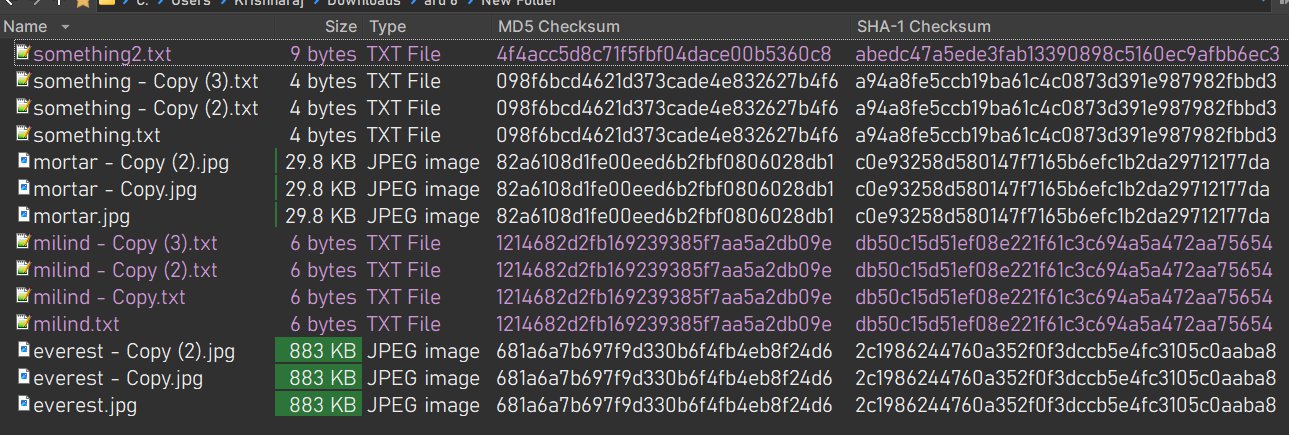 C: Users Krishnaraj Downloads ard 6 New Folder
Name Size Type MD5 Checksum SHA-1 Checksum
something2.txt 9 bytes TXT File 4f4acc5d8c71f5fbf04dace00b5360c8 abedc47a5ede3fab13390898c5160ec9afbb6ec3
something - Copy (3).txt 4 bytes TXT File 098f6bcd4621d373cade4e832627b4f6 a94a8fe5ccb19ba61c4c0873d391e987982fbbd3
something - Copy (2).txt 4 bytes TXT File 098f6bcd4621d373cade4e832627b4f6 a94a8fe5ccb19ba61c4c0873d391e987982fbbd3
something.txt 4 bytes TXT File 098f6bcd4621d373cade4e832627b4f6 a94a8fe5ccb19ba61c4c0873d391e987982fbbd3
mortar - Copy (2).jpg 29.8 KB JPEG image 82a6108d1fe00eed6b2fbf0806028db1 c0e93258d580147f7165b6efc1b2da29712177da
mortar - Copy.jpg 29.8 KB JPEG image 82a6108d1fe00eed6b2fbf0806028db1 c0e93258d580147f7165b6efc1b2da29712177da
mortar.jpg 29.8 KB JPEG image 82a6108d1fe00eed6b2fbf0806028db1 c0e93258d580147f7165b6efc1b2da29712177da
milind - Copy (3).txt 6 bytes TXT File 1214682d2fb169239385f7aa5a2db09e db50c15d51ef08e221f61c3c694a5a472aa75654
milind - Copy (2).txt 6 bytes TXT File 1214682d2fb169239385f7aa5a2db09e db50c15d51ef08e221f61c3c694a5a472aa75654
milind - Copy.txt 6 bytes TXT File 1214682d2fb169239385f7aa5a2db09e db50c15d51ef08e221f61c3c694a5a472aa75654
milind.txt 6 bytes TXT File 1214682d2fb169239385f7aa5a2db09e db50c15d51ef08e221f61c3c694a5a472aa75654
everest - Copy (2).jpg 883 KB JPEG image 681a6a7b697f9d330b6f4fb4eb8f24d6 2c1986244760a352f0f3dccb5e4fc3105c0aaba8
everest - Copy.jpg 883 KB JPEG image 681a6a7b697f9d330b6f4fb4eb8f24d6 2c1986244760a352f0f3dccb5e4fc3105c0aaba8
everest.jpg 883 KB JPEG image 681a6a7b697f9d330b6f4fb4eb8f24d6 2c1986244760a352f0f3dccb5e4fc3105c0aaba8